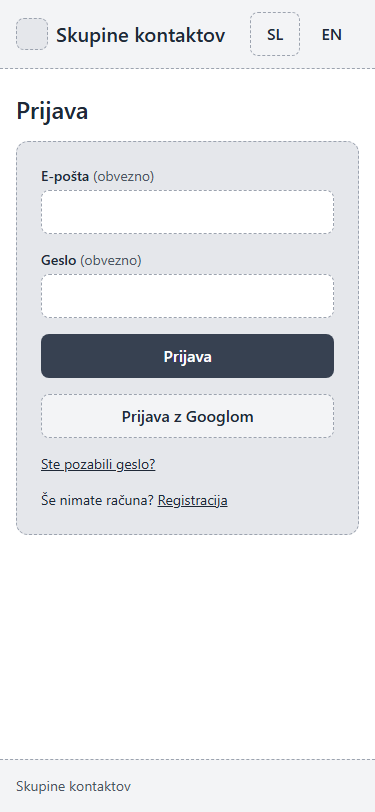 Skupine kontaktov SL EN
Prijava
E-pošta (obvezno)
Geslo (obvezno)
Prijava
Prijava z Googlom
Ste pozabili geslo?
Še nimate računa? Registracija
Skupine kontaktov